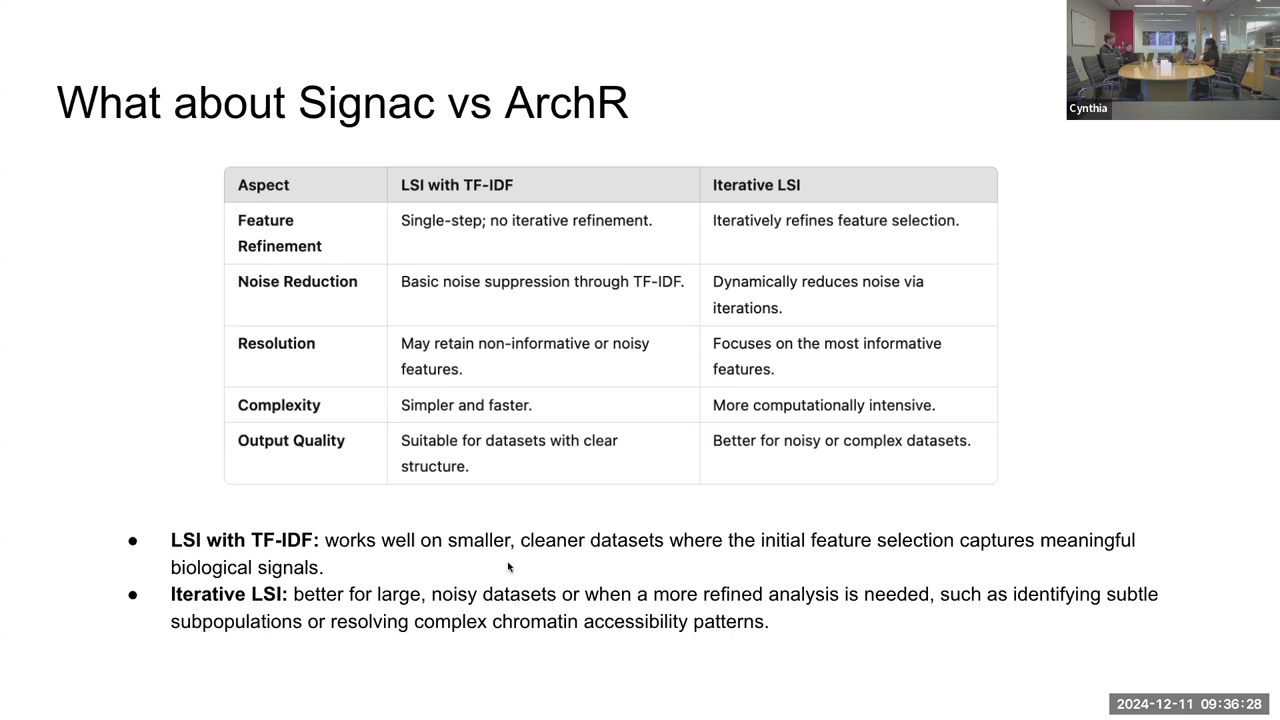 What about Signac vs ArchR
Cynthia
Aspect LSI with TF-IDF Iterative LSI
Feature Refinement Single-step; no iterative refinement. Iteratively refines feature selection.
Noise Reduction Basic noise suppression through TF-IDF. Dynamically reduces noise via iterations.
Resolution May retain non-informative or noisy features. Focuses on the most informative features.
Complexity Simpler and faster. More computationally intensive.
Output Quality Suitable for datasets with clear structure. Better for noisy or complex datasets.
● LSI with TF-IDF: works well on smaller, cleaner datasets where the initial feature selection captures meaningful
biological signals.
● Iterative LSI: better for large, noisy datasets or when a more refined analysis is needed, such as identifying subtle
subpopulations or resolving complex chromatin accessibility patterns.
2024-12-11 09:36:28